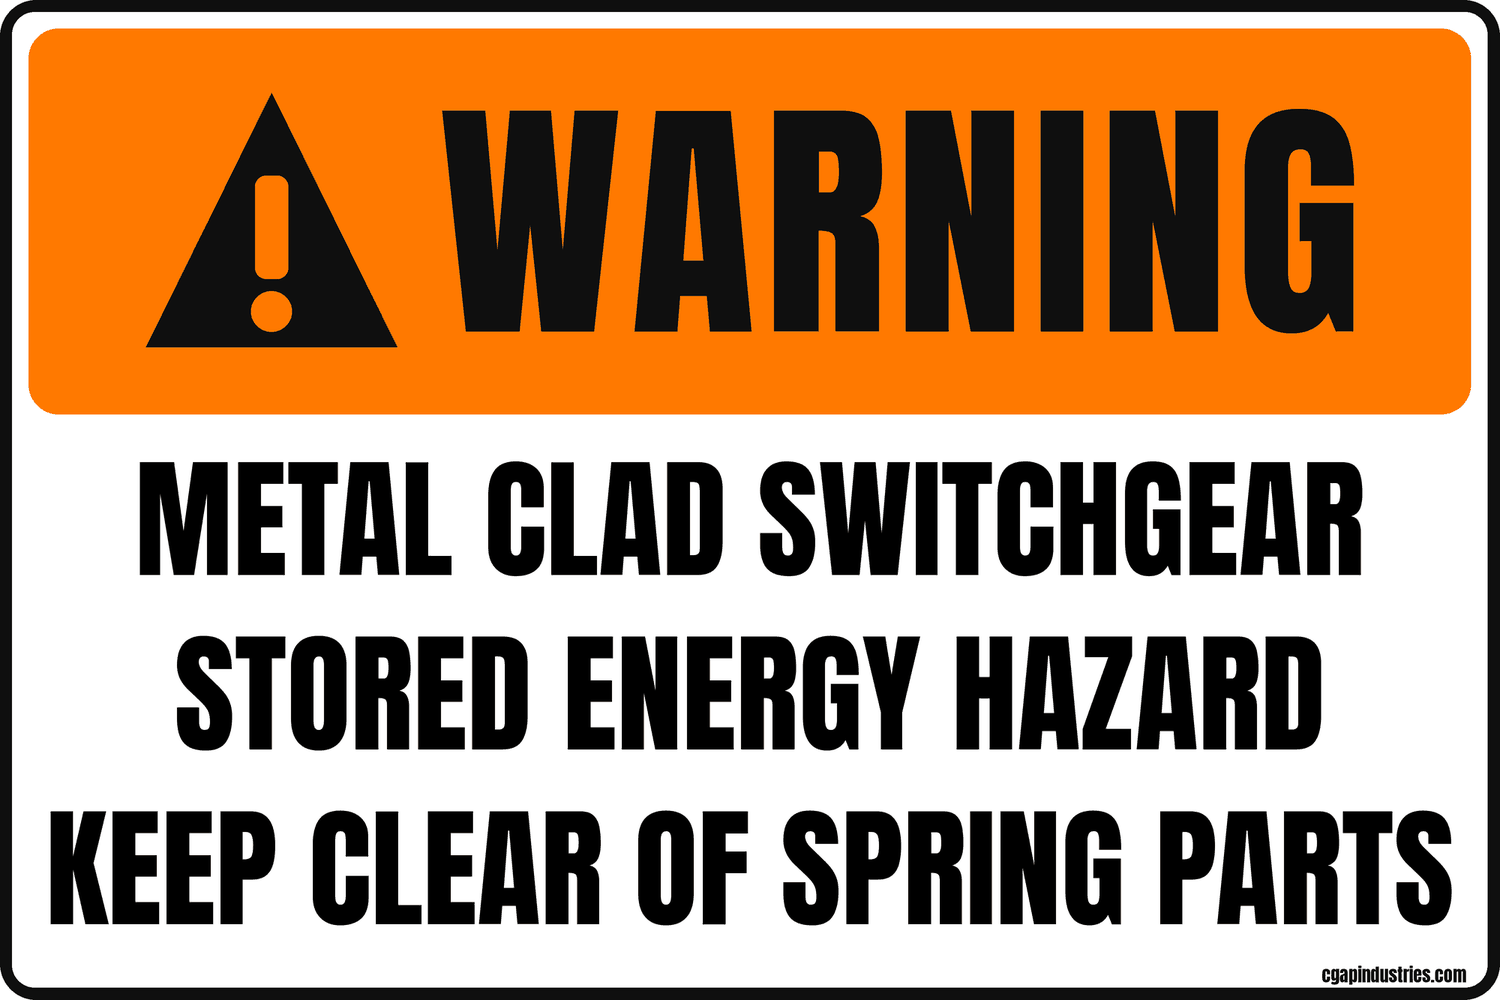 WARNING
METAL CLAD SWITCHGEAR
STORED ENERGY HAZARD
KEEP CLEAR OF SPRING PARTS
cgapindustries.com